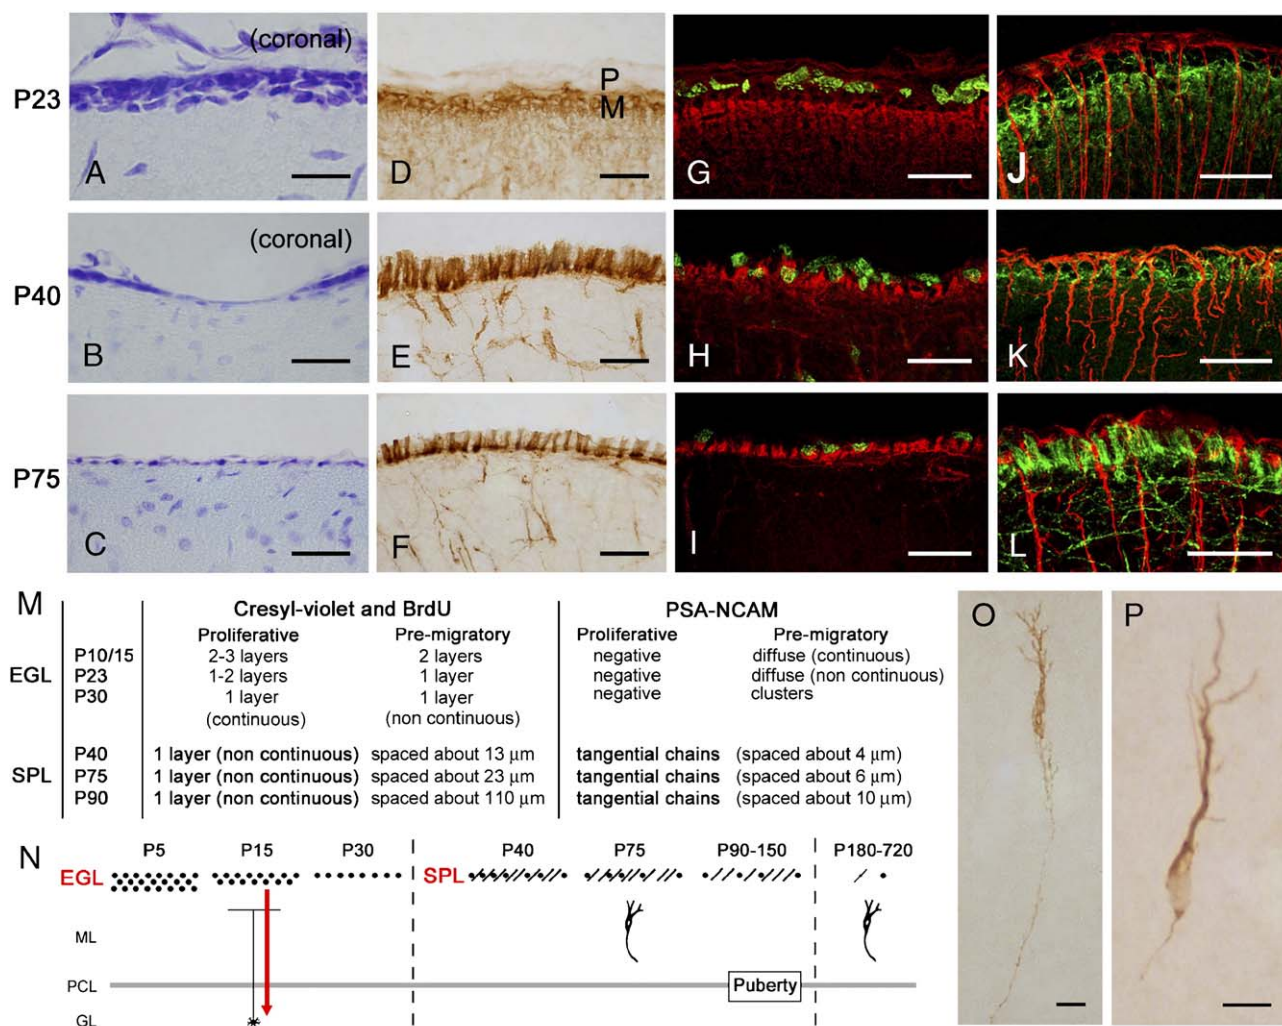 (coronal)
P23
A
D
P
M
G
J
(coronal)
P40
B
E
H
K
P75
C
F
I
L
M
Cresyl-violet and BrdU
PSA-NCAM
Proliferative
Pre-migratory
Proliferative
Pre-migratory
EGL
P10/15
2-3 layers
2 layers
negative
diffuse (continuous)
P23
1-2 layers
1 layer
negative
diffuse (non continuous)
P30
1 layer
1 layer
negative
clusters
(continuous)
(non continuous)
SPL
P40
1 layer (non continuous)
spaced about 13 µm
tangential chains
(spaced about 4 µm)
P75
1 layer (non continuous)
spaced about 23 µm
tangential chains
(spaced about 6 µm)
P90
1 layer (non continuous)
spaced about 110 µm
tangential chains
(spaced about 10 µm)
N
P5
P15
P30
P40
P75
P90-150
P180-720
EGL
SPL
ML
PCL
Puberty
GL
O
P